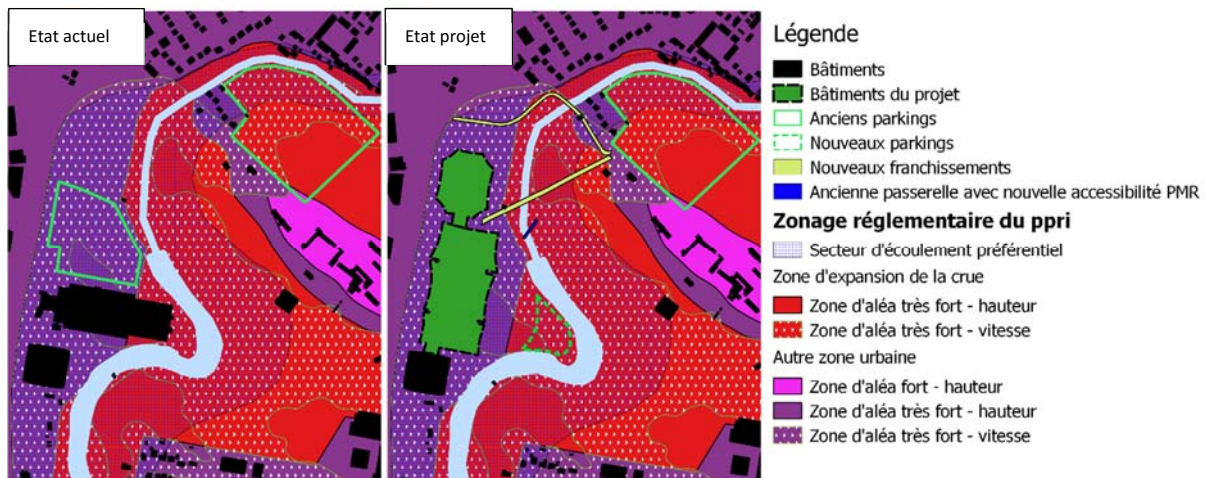 Etat actuel
Etat projet
Légende
Bâtiments
Bâtiments du projet
Anciens parkings
Nouveaux parkings
Nouveaux franchissements
Ancienne passerelle avec nouvelle accessibilité PMR
Zonage réglementaire du ppri
Secteur d'écoulement préférentiel
Zone d'expansion de la crue
Zone d'aléa très fort - hauteur
Zone d'aléa très fort - vitesse
Autre zone urbaine
Zone d'aléa fort - hauteur
Zone d'aléa très fort - hauteur
Zone d'aléa très fort - vitesse